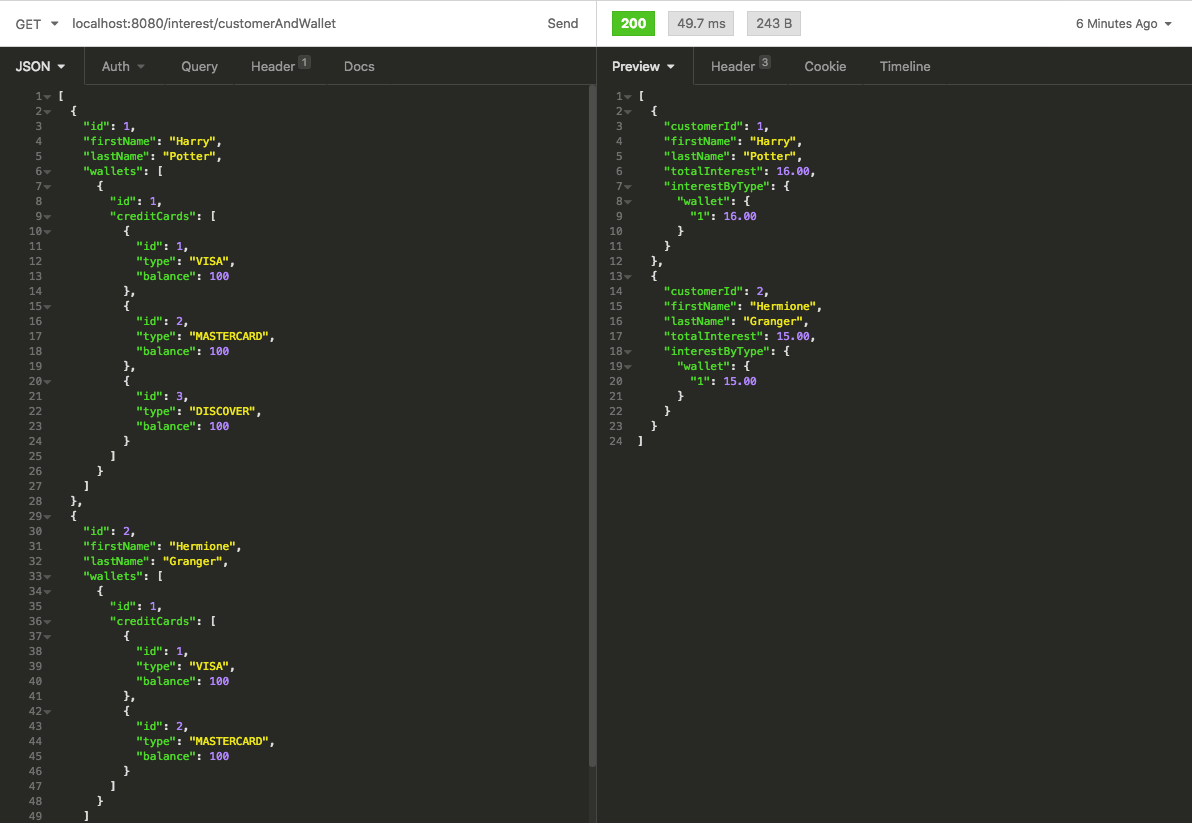 GET localhost:8080/interest/customerAndWallet Send
200 49.7 ms 243 B 6 Minutes Ago
JSON Auth Query Header 1 Docs
Preview Header 3 Cookie Timeline
1 [
2 {
3 "id": 1,
4 "firstName": "Harry",
5 "lastName": "Potter",
6 "wallets": [
7 {
8 "id": 1,
9 "creditCards": [
10 {
11 "id": 1,
12 "type": "VISA",
13 "balance": 100
14 },
15 {
16 "id": 2,
17 "type": "MASTERCARD",
18 "balance": 100
19 },
20 {
21 "id": 3,
22 "type": "DISCOVER",
23 "balance": 100
24 }
25 ]
26 }
27 ]
28 },
29 {
30 "id": 2,
31 "firstName": "Hermione",
32 "lastName": "Granger",
33 "wallets": [
34 {
35 "id": 1,
36 "creditCards": [
37 {
38 "id": 1,
39 "type": "VISA",
40 "balance": 100
41 },
42 {
43 "id": 2,
44 "type": "MASTERCARD",
45 "balance": 100
46 }
47 ]
48 }
49 ]
1 [
2 {
3 "customerId": 1,
4 "firstName": "Harry",
5 "lastName": "Potter",
6 "totalInterest": 16.00,
7 "interestByType": {
8 "wallet": {
9 "1": 16.00
10 }
11 }
12 },
13 {
14 "customerId": 2,
15 "firstName": "Hermione",
16 "lastName": "Granger",
17 "totalInterest": 15.00,
18 "interestByType": {
19 "wallet": {
20 "1": 15.00
21 }
22 }
23 }
24 ]